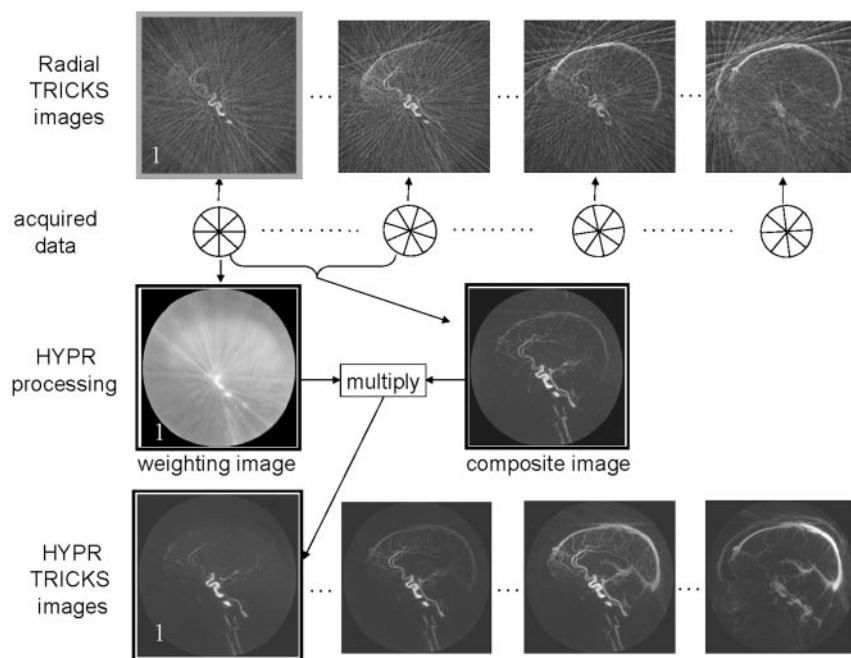 Radial
TRICKS
images
1
acquired
data
HYPR
processing
1
multiply
weighting image
composite image
HYPR
TRICKS
images
1